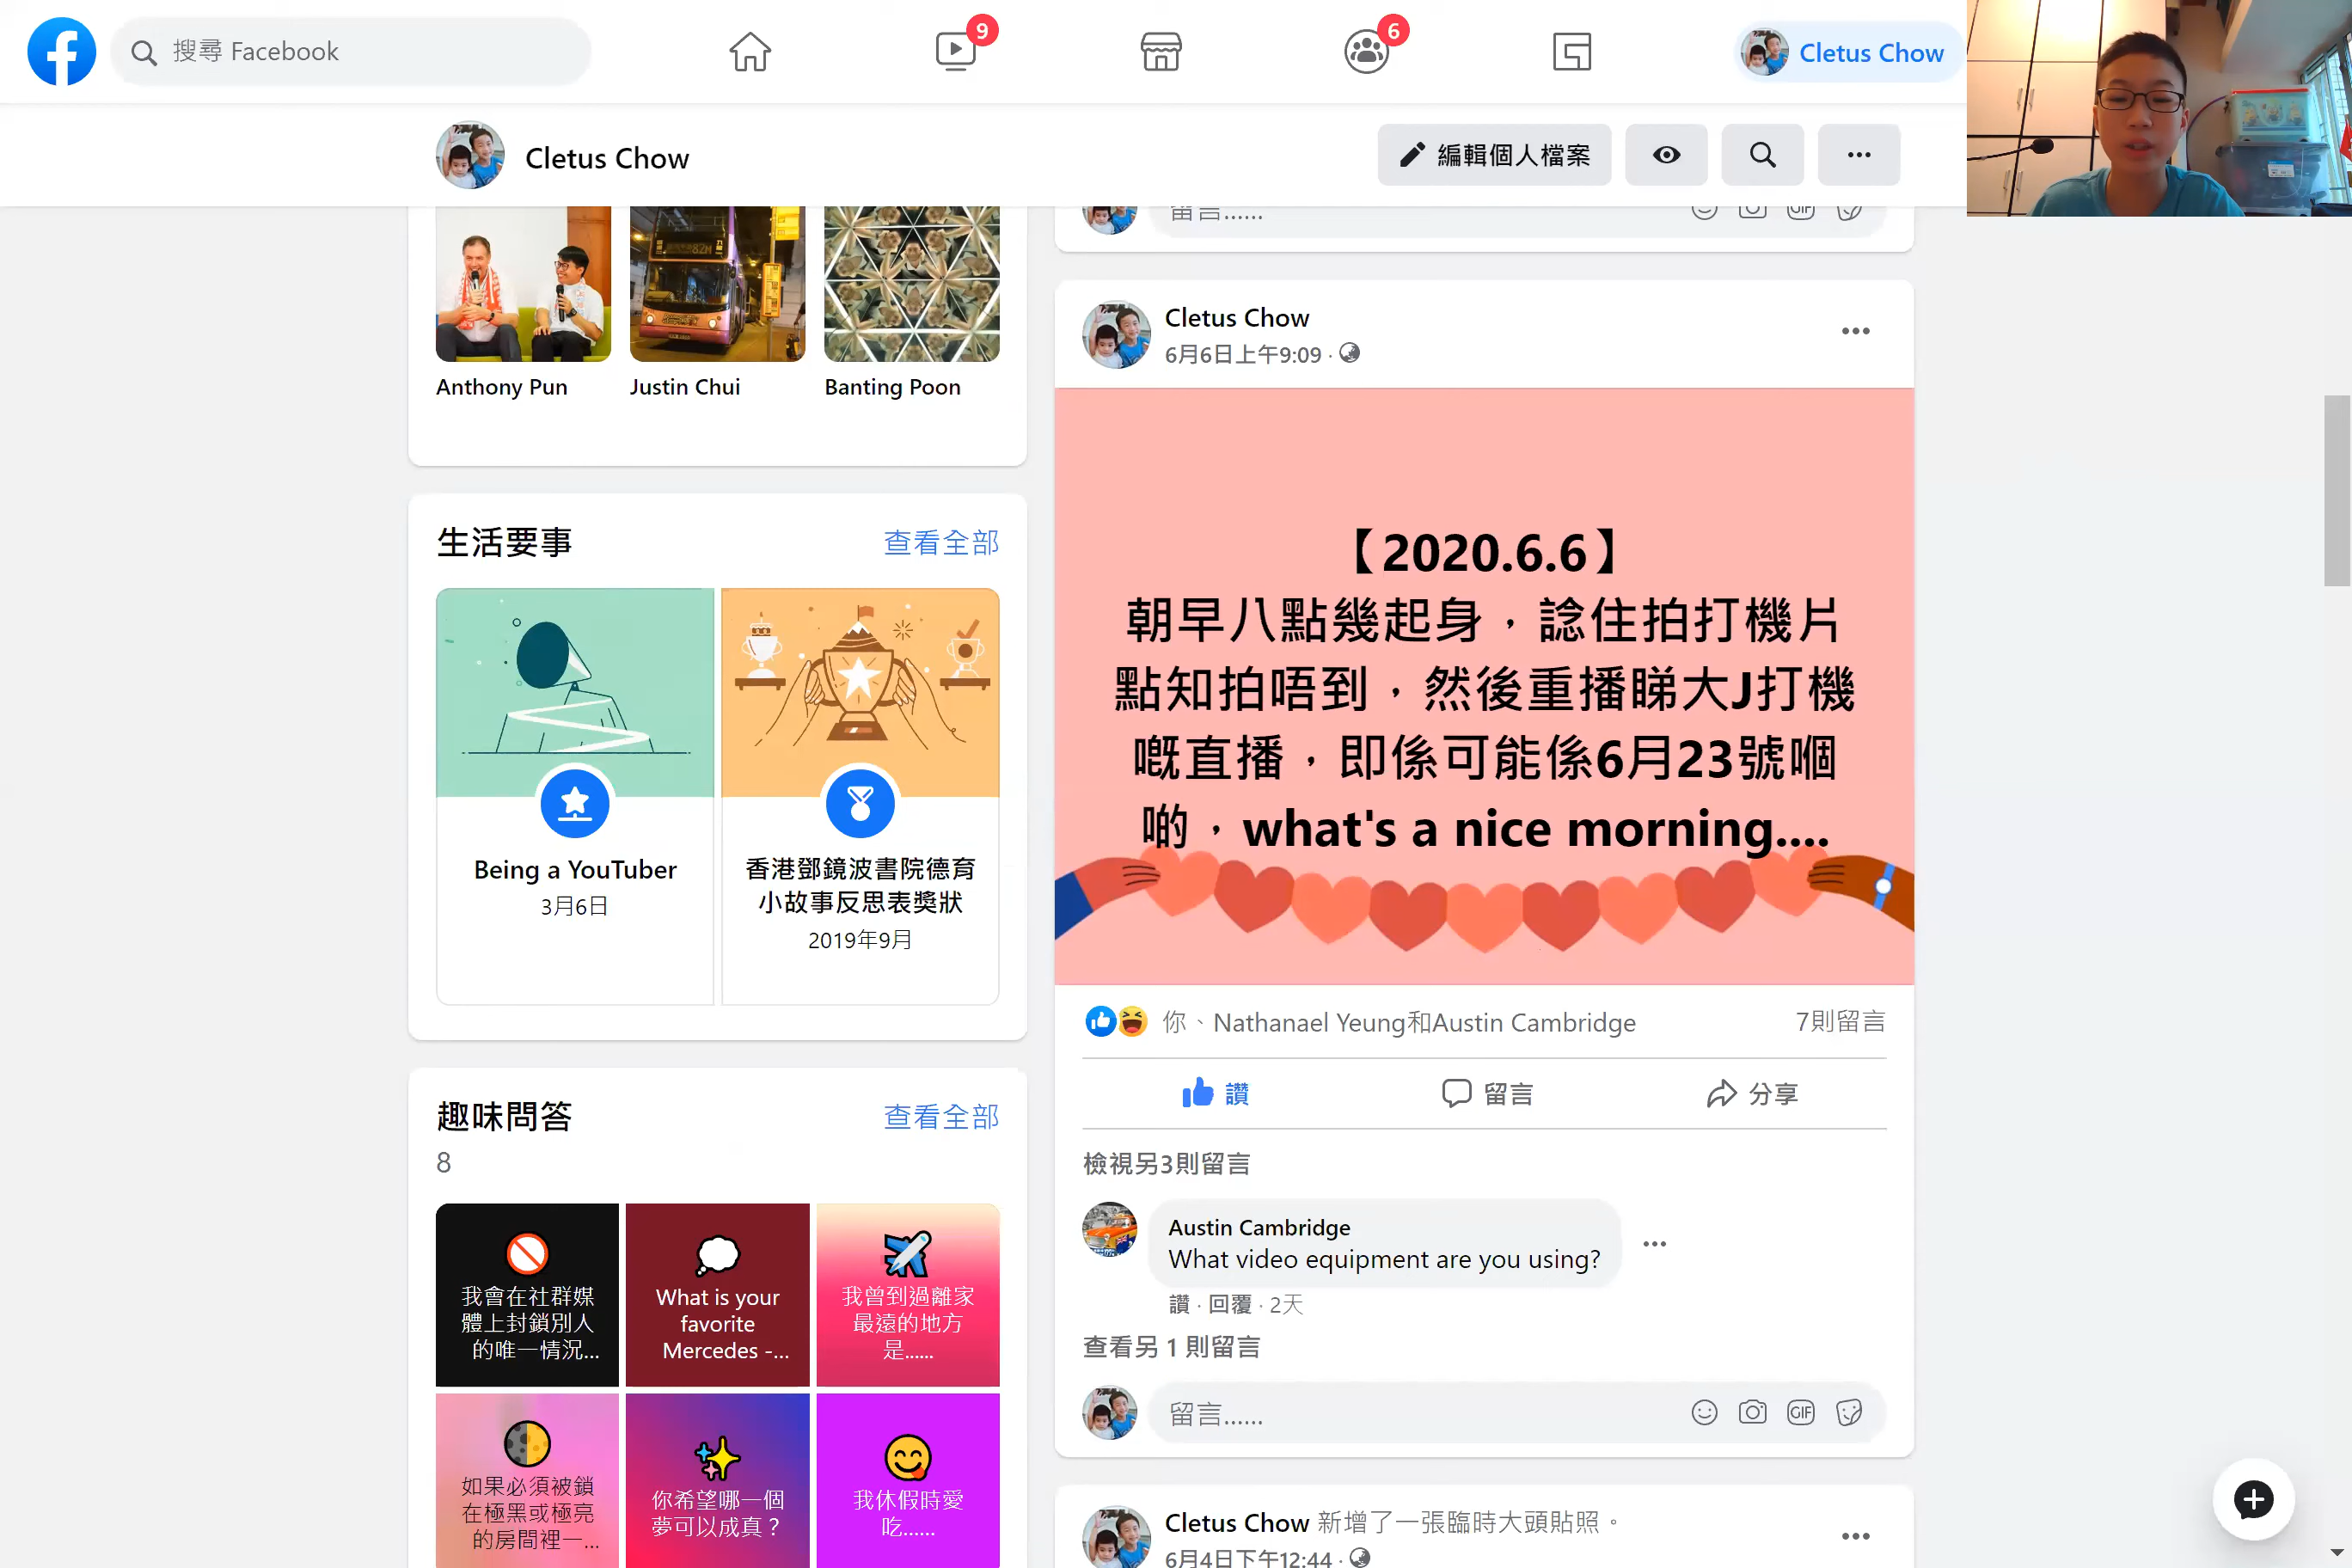 搜尋 Facebook
9
6
Cletus Chow
Cletus Chow
編輯個人檔案
82M
Anthony Pun
Justin Chui
Banting Poon
生活要事
查看全部
Being a YouTuber
3月6日
香港鄧鏡波書院德育
小故事反思表獎狀
2019年9月
趣味問答
查看全部
8
我會在社群媒
體上封鎖別人
的唯一情況...
What is your
favorite
Mercedes -...
我曾到過離家
最遠的地方
是......
如果必須被鎖
在極黑或極亮
的房間裡一...
你希望哪一個
夢可以成真？
我休假時愛
吃......
留言......
GIF
Cletus Chow
6月6日上午9:09 ·
【2020.6.6】
朝早八點幾起身，諗住拍打機片
點知拍唔到，然後重播睇大J打機
嘅直播，即係可能係6月23號嗰
啲，what's a nice morning....
你、Nathanael Yeung和Austin Cambridge
7則留言
讚
留言
分享
檢視另3則留言
Austin Cambridge
What video equipment are you using?
讚 · 回覆 · 2天
查看另 1 則留言
留言......
GIF
Cletus Chow 新增了一張臨時大頭貼照。
6月4日下午12:44 ·